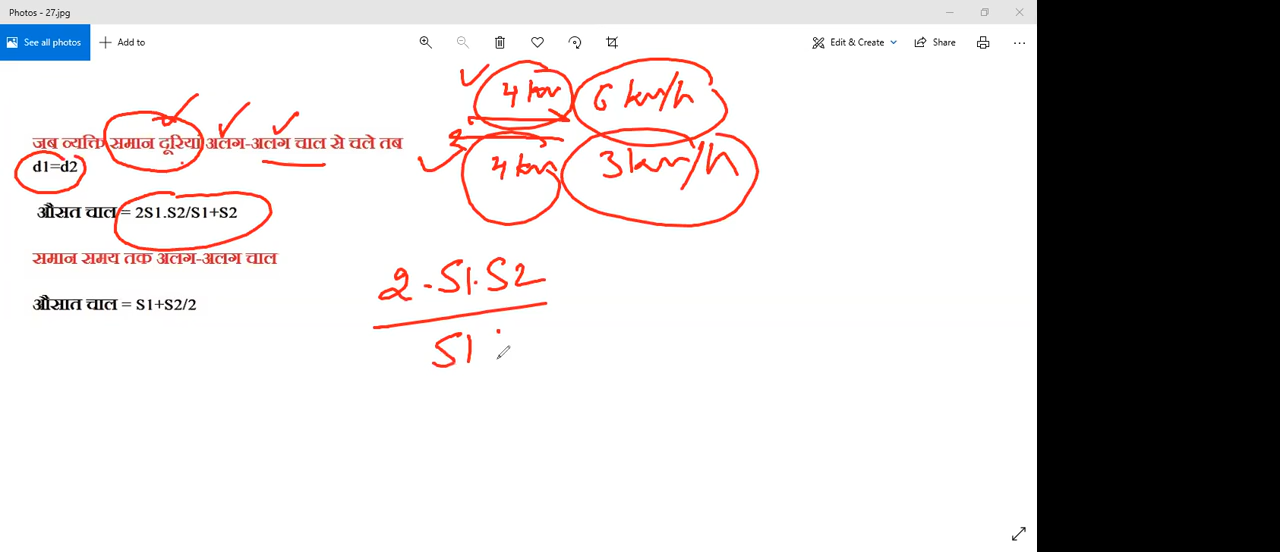 Photos - 27.jpg
See all photos
Add to
Edit & Create
Share
4 km 6 km/h
जब व्यक्ति समान दूरिया अलग-अलग चाल से चले तब
d1=d2
4 km 3 km/h
औसत चाल = 2S1.S2/S1+S2
समान समय तक अलग-अलग चाल
2 . S1 . S2
S1
औसात चाल = S1+S2/2